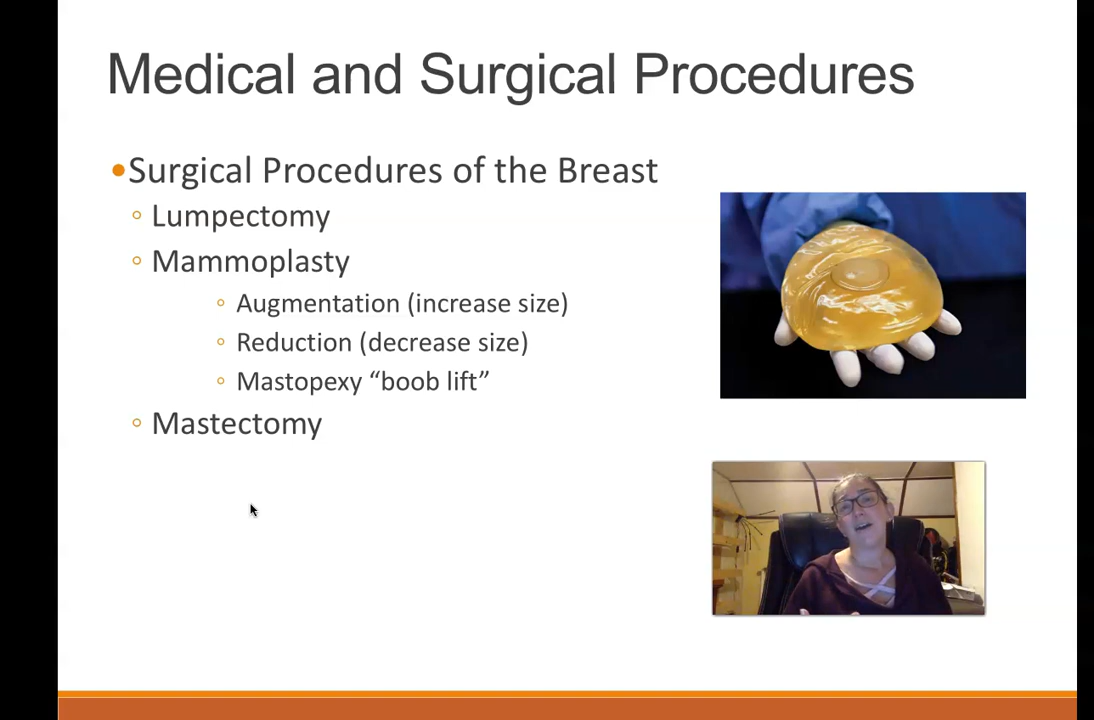 Medical and Surgical Procedures
•Surgical Procedures of the Breast
◦ Lumpectomy
◦ Mammoplasty
◦ Augmentation (increase size)
◦ Reduction (decrease size)
◦ Mastopexy “boob lift”
◦ Mastectomy